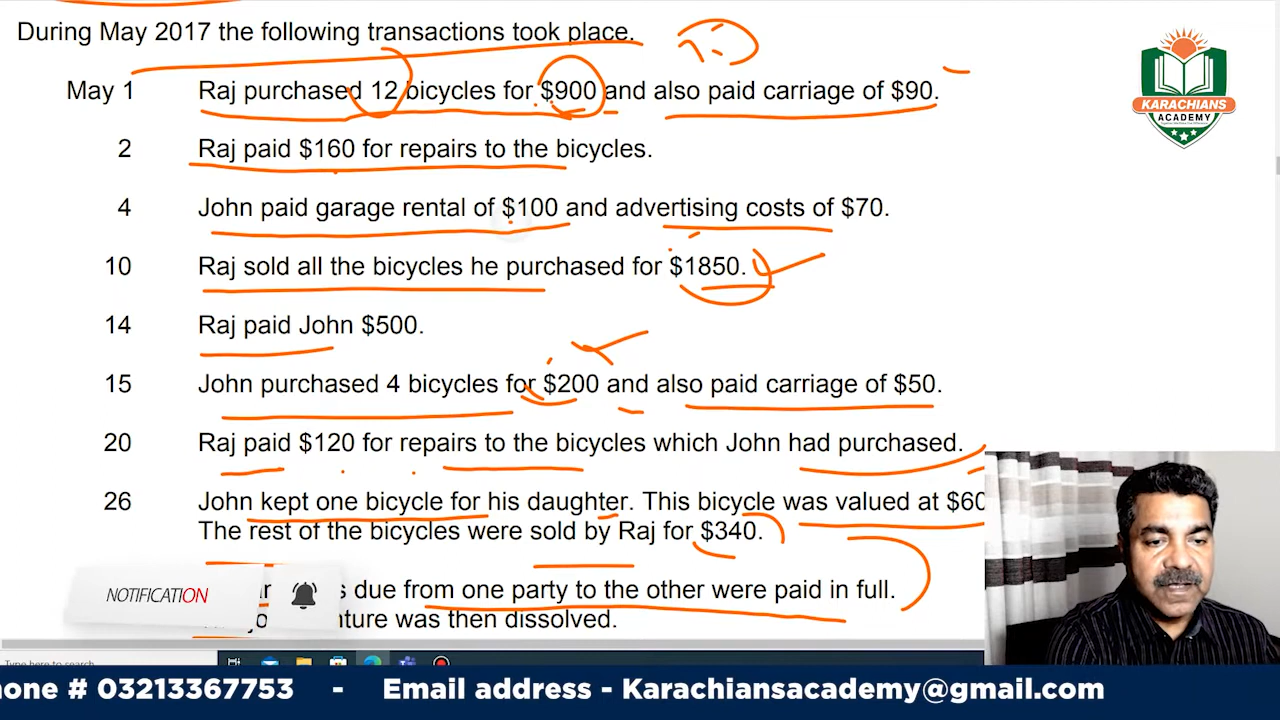 During May 2017 the following transactions took place.
May 1 Raj purchased 12 bicycles for $900 and also paid carriage of $90.
2 Raj paid $160 for repairs to the bicycles.
4 John paid garage rental of $100 and advertising costs of $70.
10 Raj sold all the bicycles he purchased for $1850.
14 Raj paid John $500.
15 John purchased 4 bicycles for $200 and also paid carriage of $50.
20 Raj paid $120 for repairs to the bicycles which John had purchased.
26 John kept one bicycle for his daughter. This bicycle was valued at $60
The rest of the bicycles were sold by Raj for $340.
due from one party to the other were paid in full.
was then dissolved.
KARACHIANS
ACADEMY
NOTIFICATION
Type here to search
hone # 03213367753 - Email address - Karachiansacademy@gmail.com